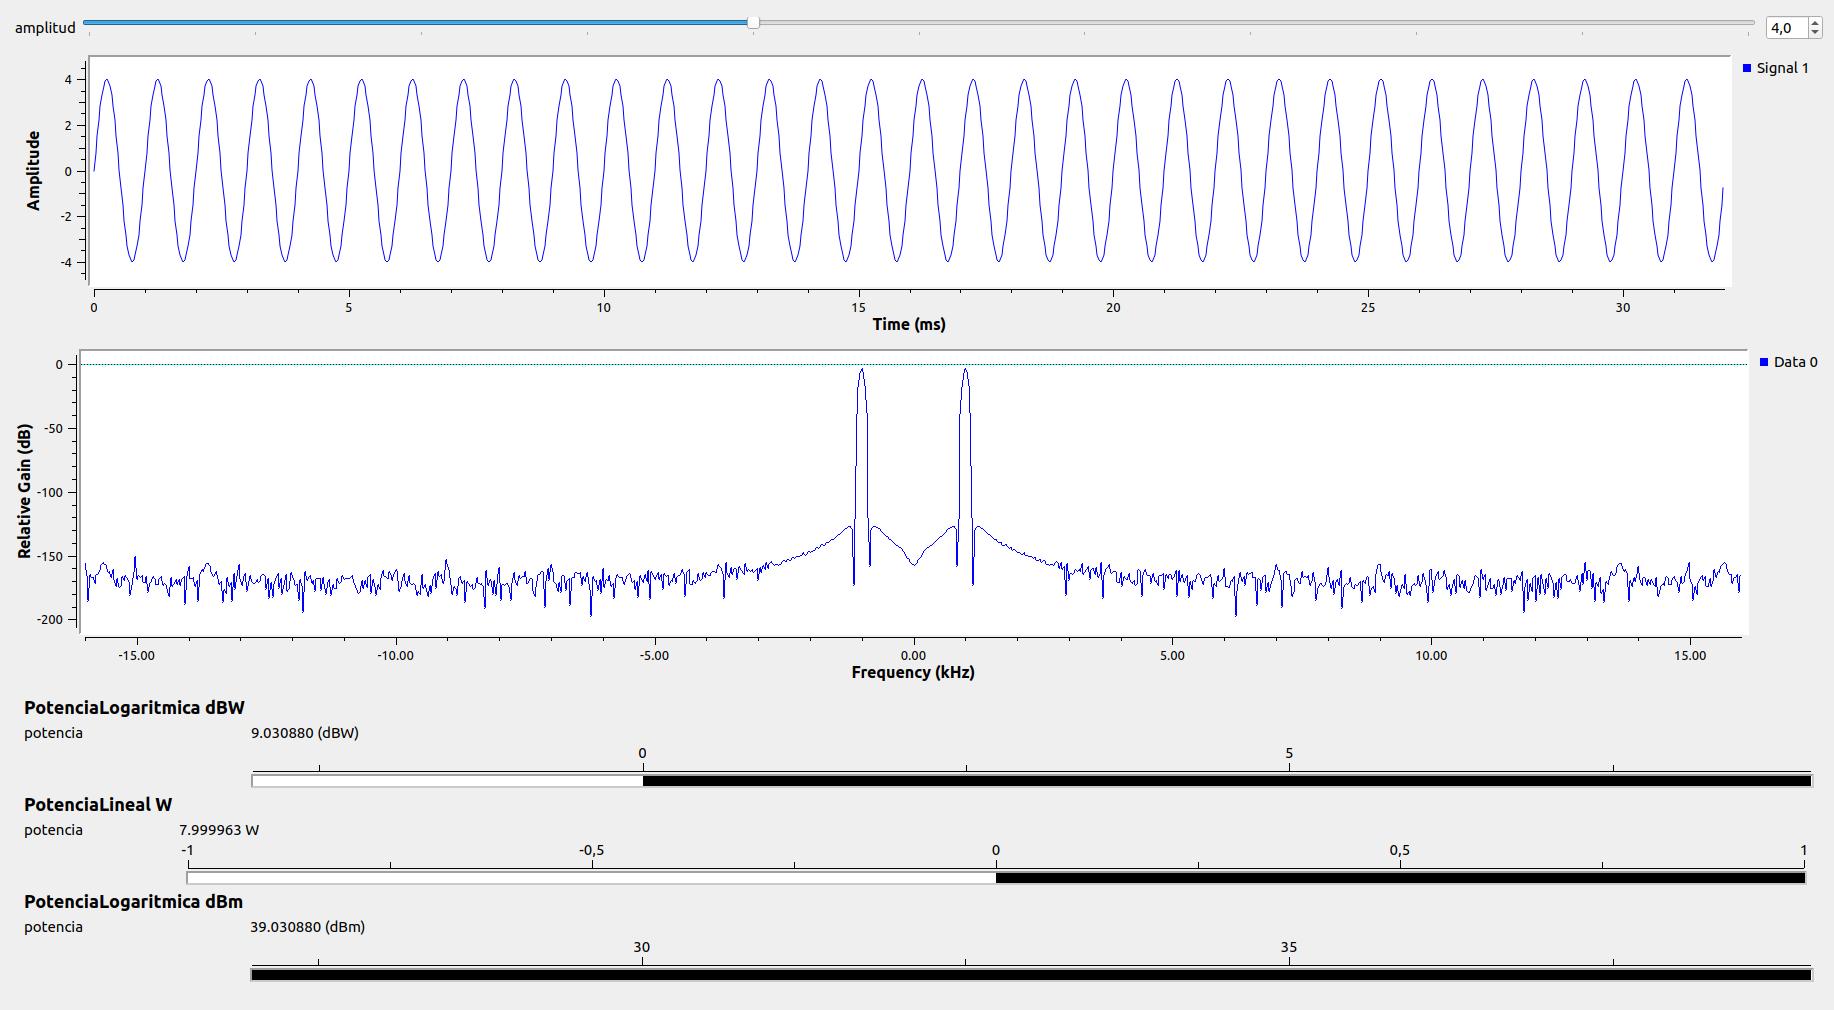 amplitud 4,0
Signal 1
4
2
0
-2
-4
Amplitude
0 5 10 15 20 25 30
Time (ms)
Data 0
0
-50
-100
-150
-200
Relative Gain (dB)
-15.00 -10.00 -5.00 0.00 5.00 10.00 15.00
Frequency (kHz)
PotenciaLogaritmica dBW
potencia 9.030880 (dBW)
0 5
PotenciaLineal W
potencia 7.999963 W
-1 -0,5 0 0,5 1
PotenciaLogaritmica dBm
potencia 39.030880 (dBm)
30 35